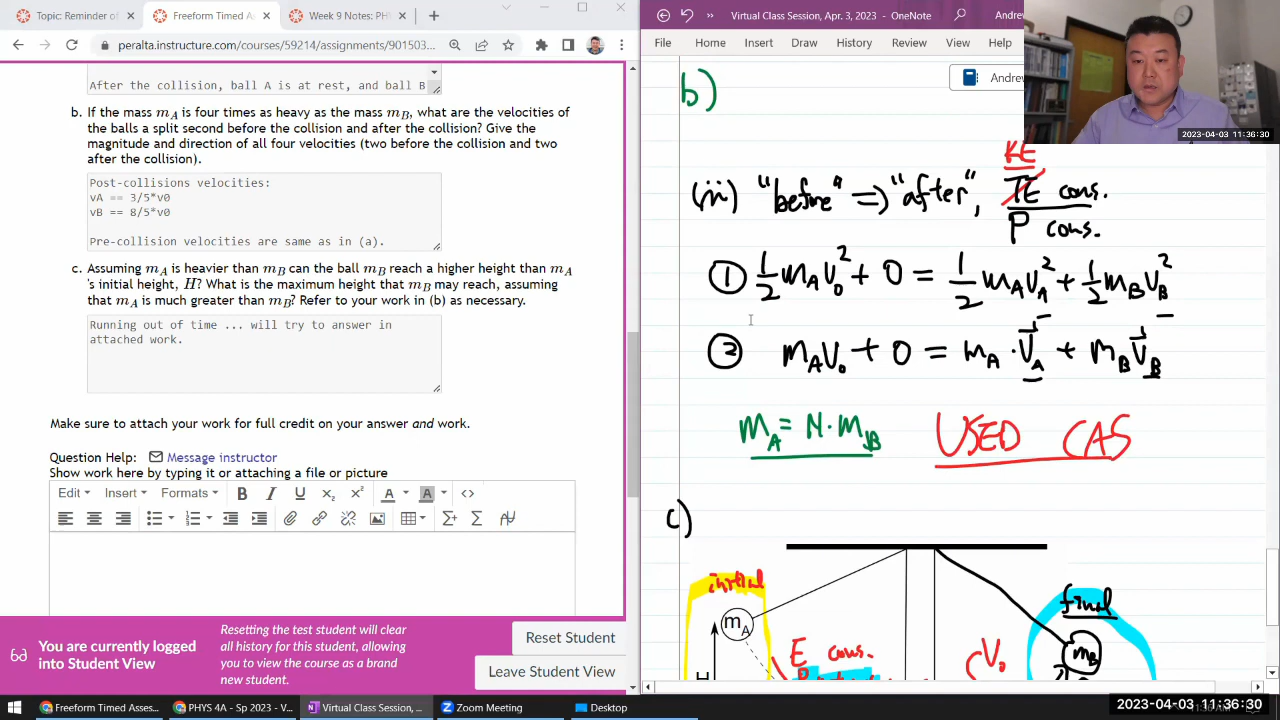 Topic: Reminder of
Freeform Timed As
Week 9 Notes: PH
peralta.instructure.com/courses/59214/assignments/901503...
After the collision, ball A is at rest, and ball B
b. If the mass mA is four times as heavy as the mass mB, what are the velocities of
the balls a split second before the collision and after the collision? Give the
magnitude and direction of all four velocities (two before the collision and two
after the collision).
Post-collisions velocities:
vA == 3/5*v0
vB == 8/5*v0
Pre-collision velocities are same as in (a).
c. Assuming mA is heavier than mB can the ball mB reach a higher height than mA
's initial height, H? What is the maximum height that mB may reach, assuming
that mA is much greater than mB? Refer to your work in (b) as necessary.
Running out of time ... will try to answer in
attached work.
Make sure to attach your work for full credit on your answer and work.
Question Help: Message instructor
Show work here by typing it or attaching a file or picture
Edit Insert Formats B I U X₂ X² A A <>
You are currently logged
into Student View
Resetting the test student will clear
all history for this student, allowing
you to view the course as a brand
new student.
Reset Student
Leave Student View
Virtual Class Session, Apr. 3, 2023 - OneNote
Andre
File Home Insert Draw History Review View Help
Andrew
2023-04-03 11:36:30
b)
KE
(iii) "before" => "after", TE cons.
P cons.
① 1/2 mA v0² + 0 = 1/2 mA vA² + 1/2 mB vB²
② mA v0 + 0 = mA · vA + mB vB
mA = N · mB USED CAS
c)
initial
mA
final
mB
E cons.
V0
H
Freeform Timed Asses...
PHYS 4A - Sp 2023 - V...
Virtual Class Session, ...
Zoom Meeting
Desktop
2023-04-03 11:36:30